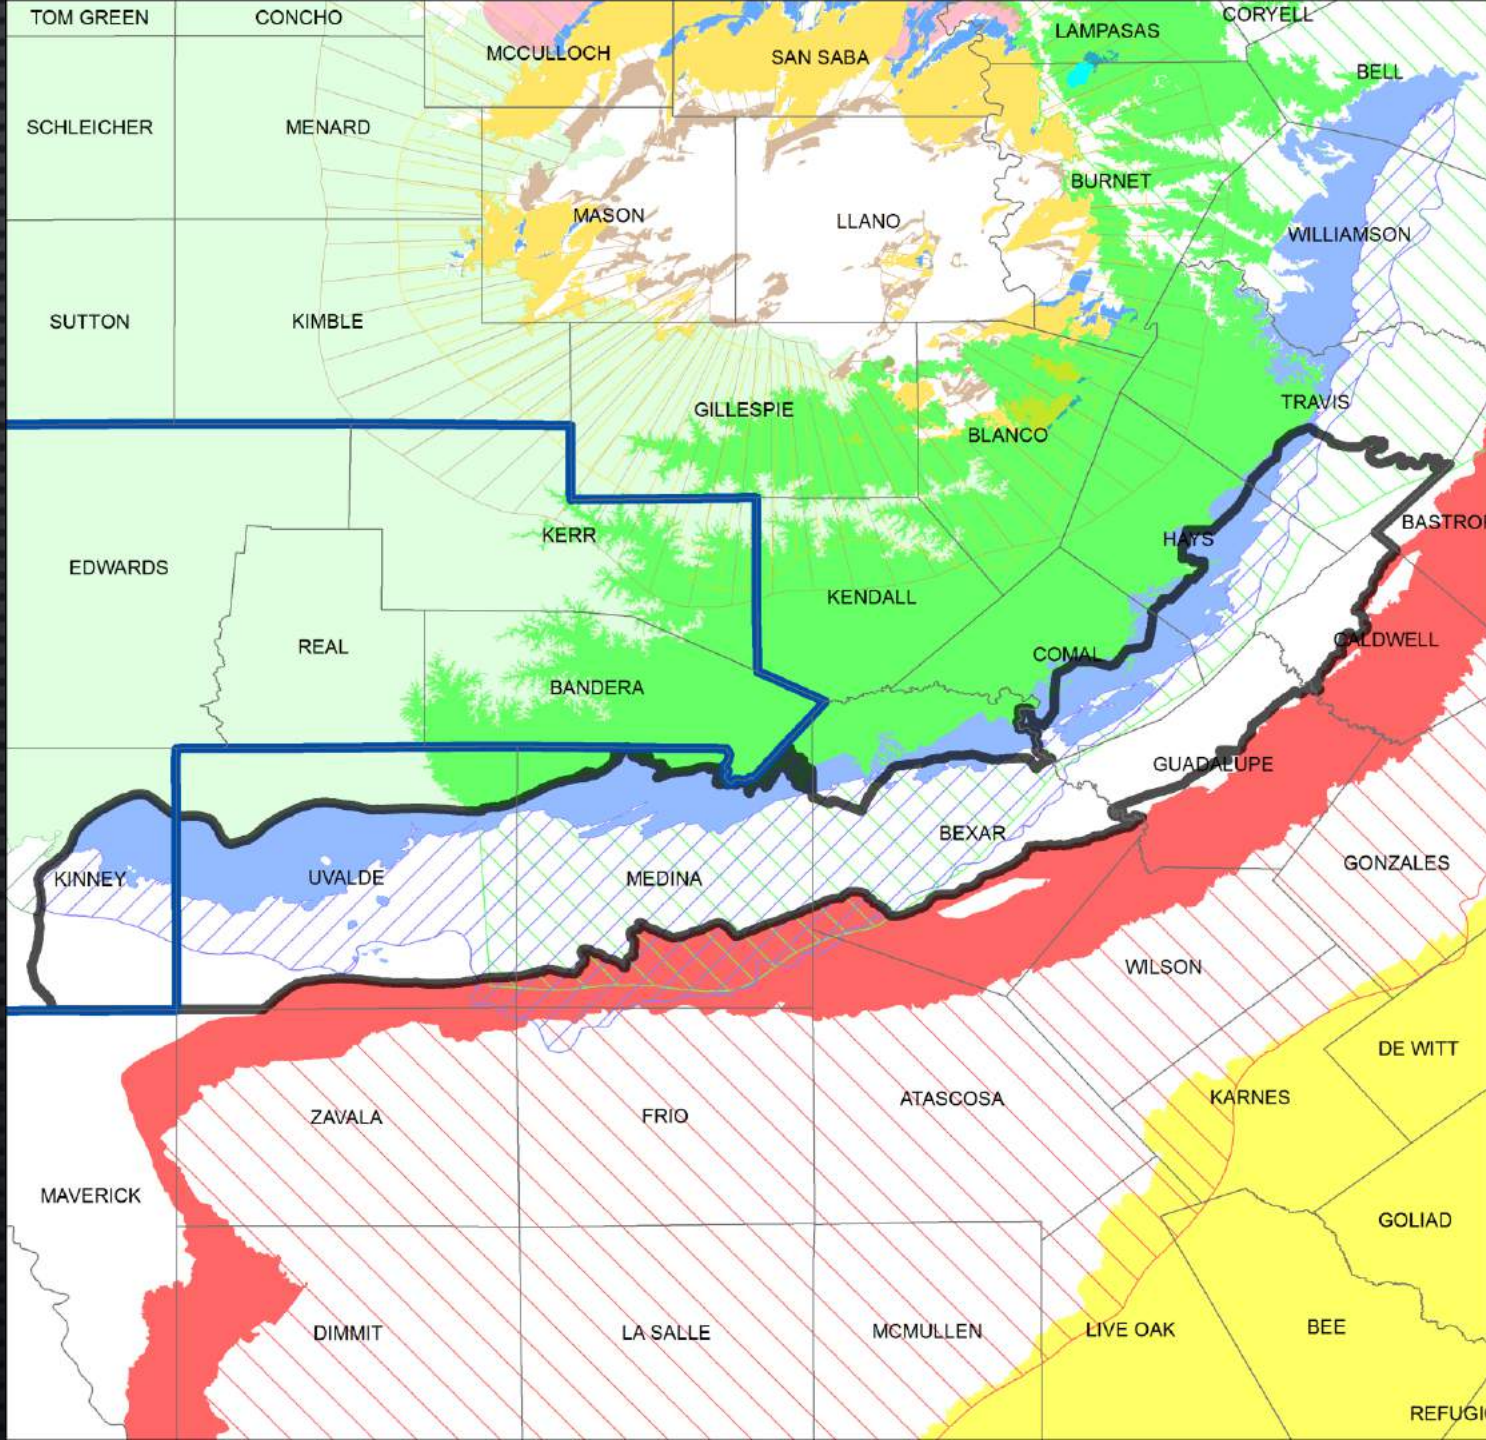 TOM GREEN
CONCHO
CORYELL
LAMPASAS
MCCULLOCH
SAN SABA
BELL
SCHLEICHER
MENARD
BURNET
MASON
LLANO
WILLIAMSON
SUTTON
KIMBLE
TRAVIS
GILLESPIE
BLANCO
BASTRO
KERR
HAYS
EDWARDS
KENDALL
CALDWELL
REAL
COMAL
BANDERA
GUADALUPE
BEXAR
GONZALES
KINNEY
UVALDE
MEDINA
WILSON
DE WITT
KARNES
ATASCOSA
ZAVALA
FRIO
MAVERICK
GOLIAD
DIMMIT
LA SALLE
MCMULLEN
LIVE OAK
BEE
REFUGI